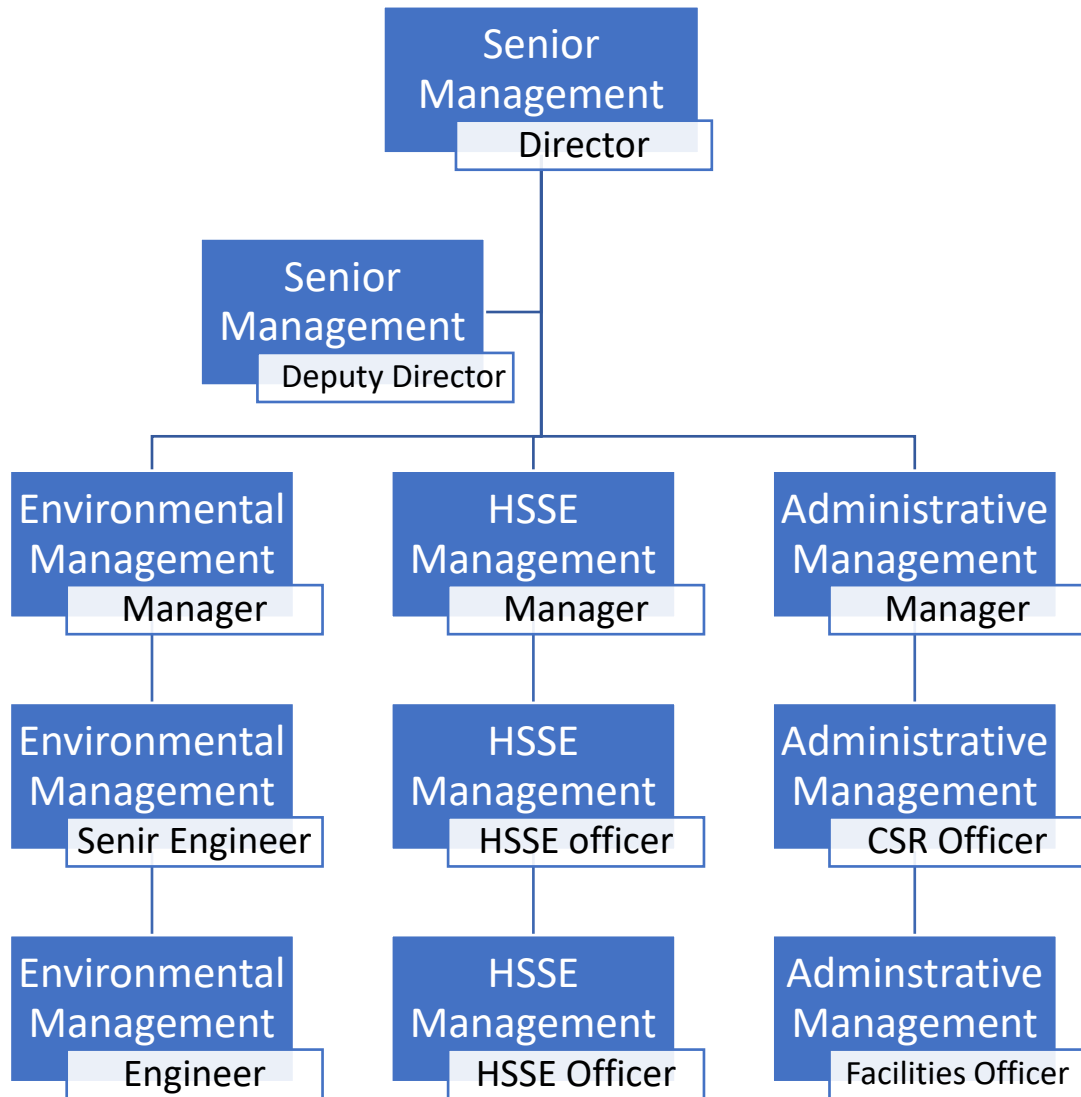 Senior
Management
Director
Senior
Management
Deputy Director
Environmental
Management
Manager
HSSE
Management
Manager
Administrative
Management
Manager
Environmental
Management
Senir Engineer
HSSE
Management
HSSE officer
Administrative
Management
CSR Officer
Environmental
Management
Engineer
HSSE
Management
HSSE Officer
Adminstrative
Management
Facilities Officer